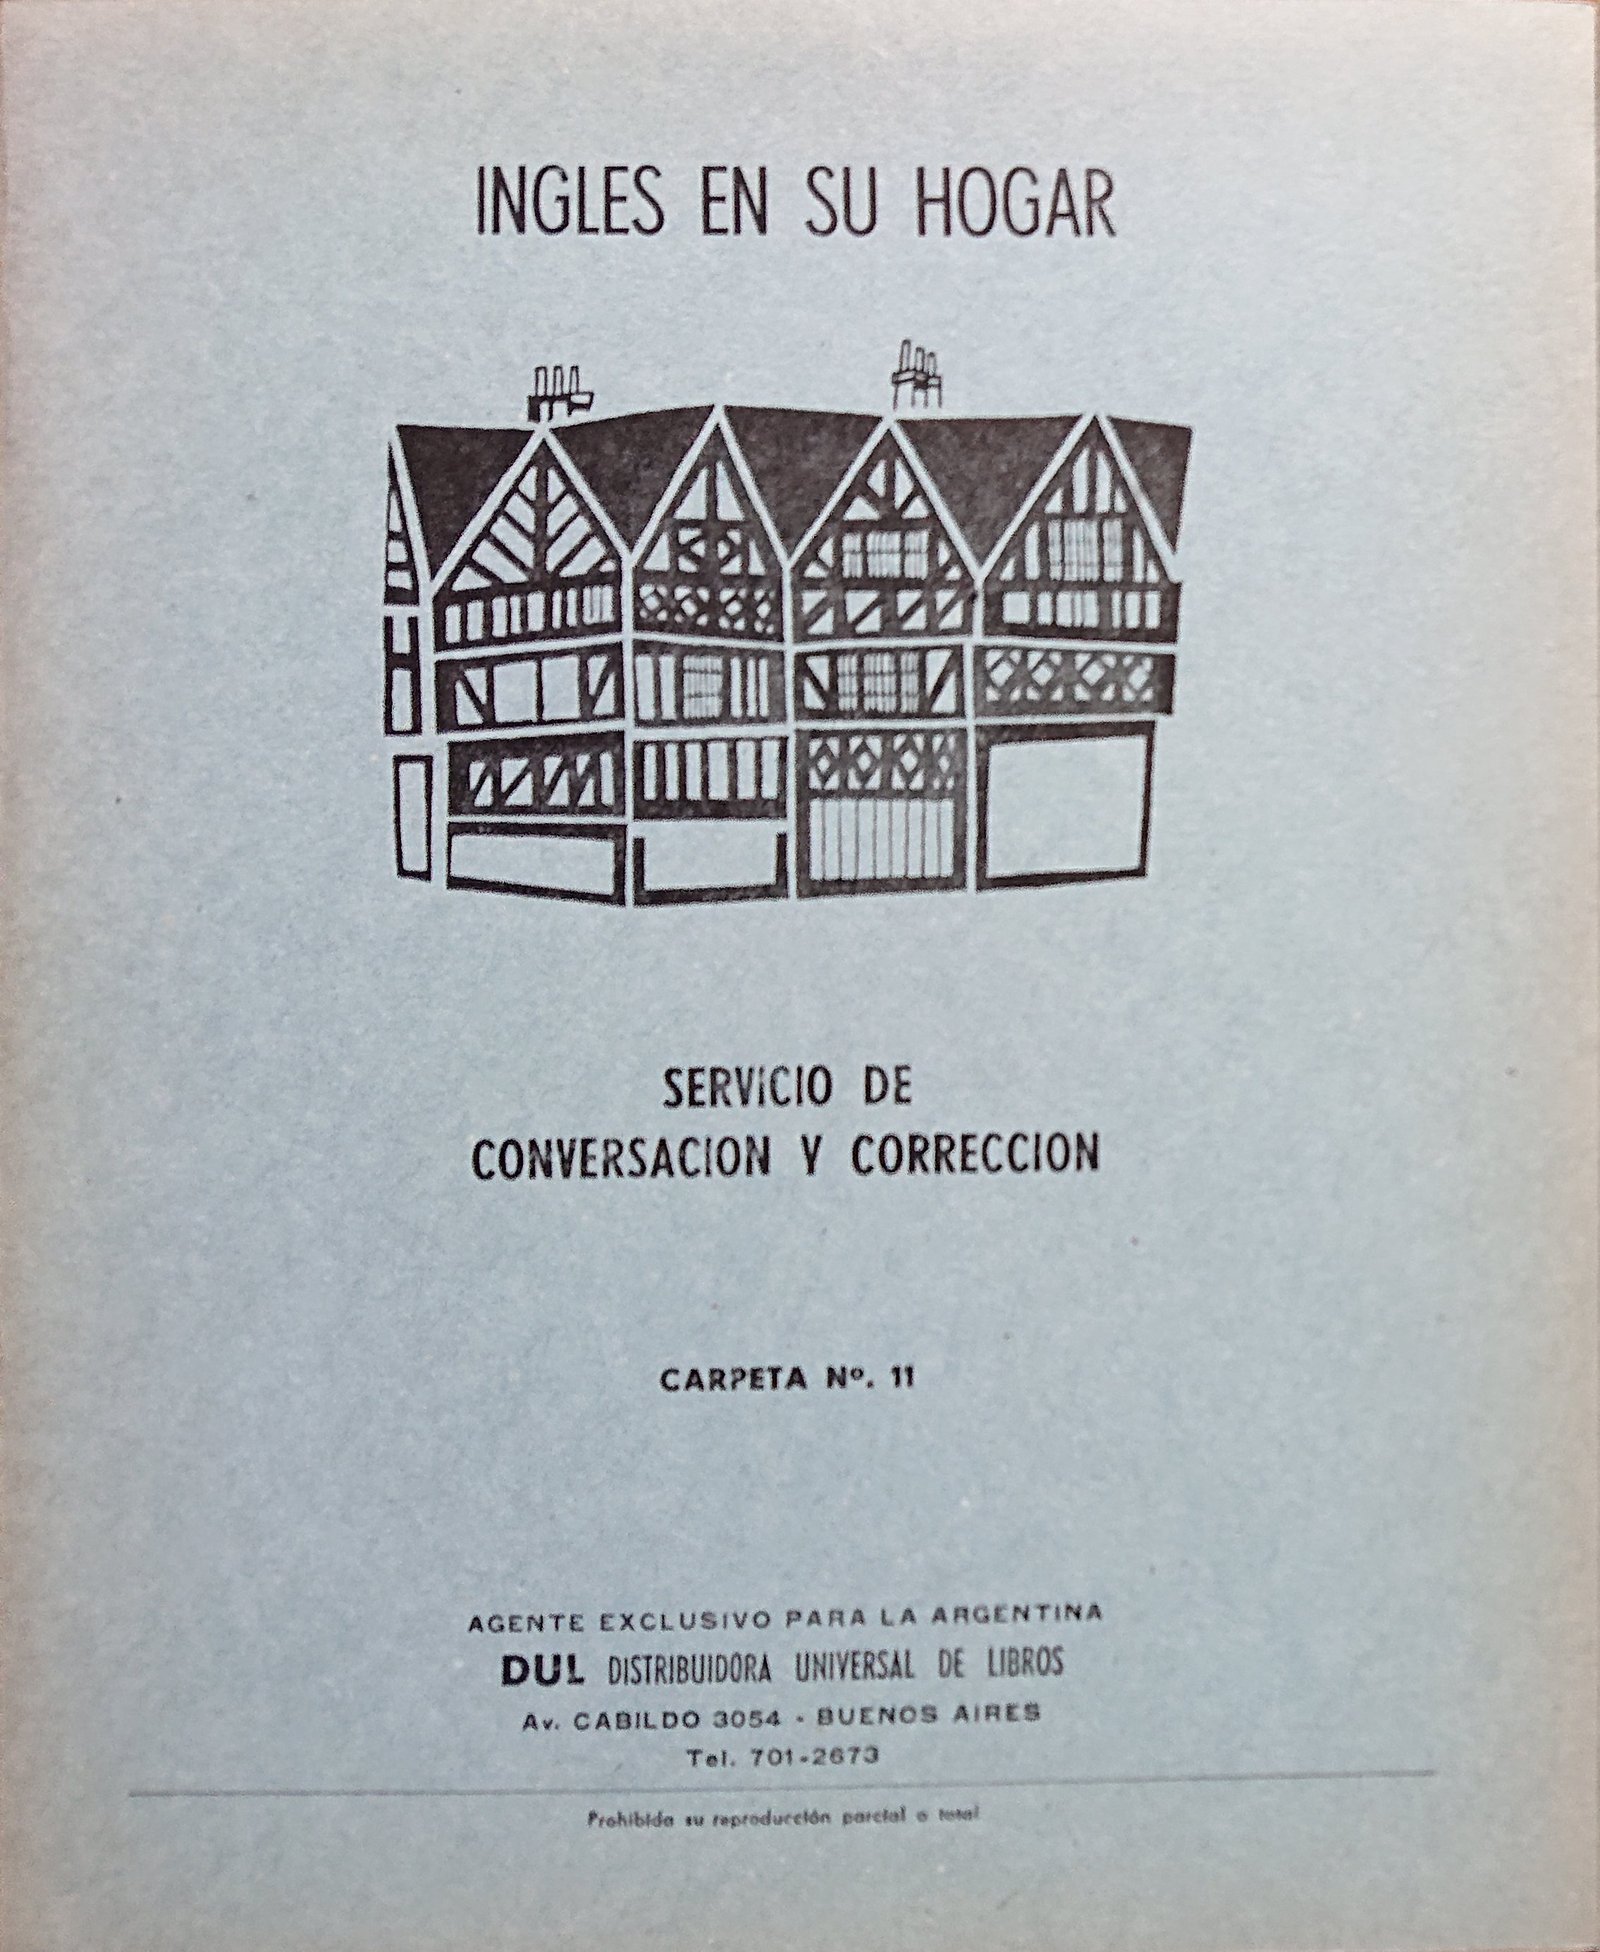 INGLES EN SU HOGAR
SERVICIO DE
CONVERSACION Y CORRECCION
CARPETA Nº. 11
AGENTE EXCLUSIVO PARA LA ARGENTINA
DUL DISTRIBUIDORA UNIVERSAL DE LIBROS
Av. CABILDO 3054 - BUENOS AIRES
Tel. 701-2673
Prohibida su reproducción parcial o total